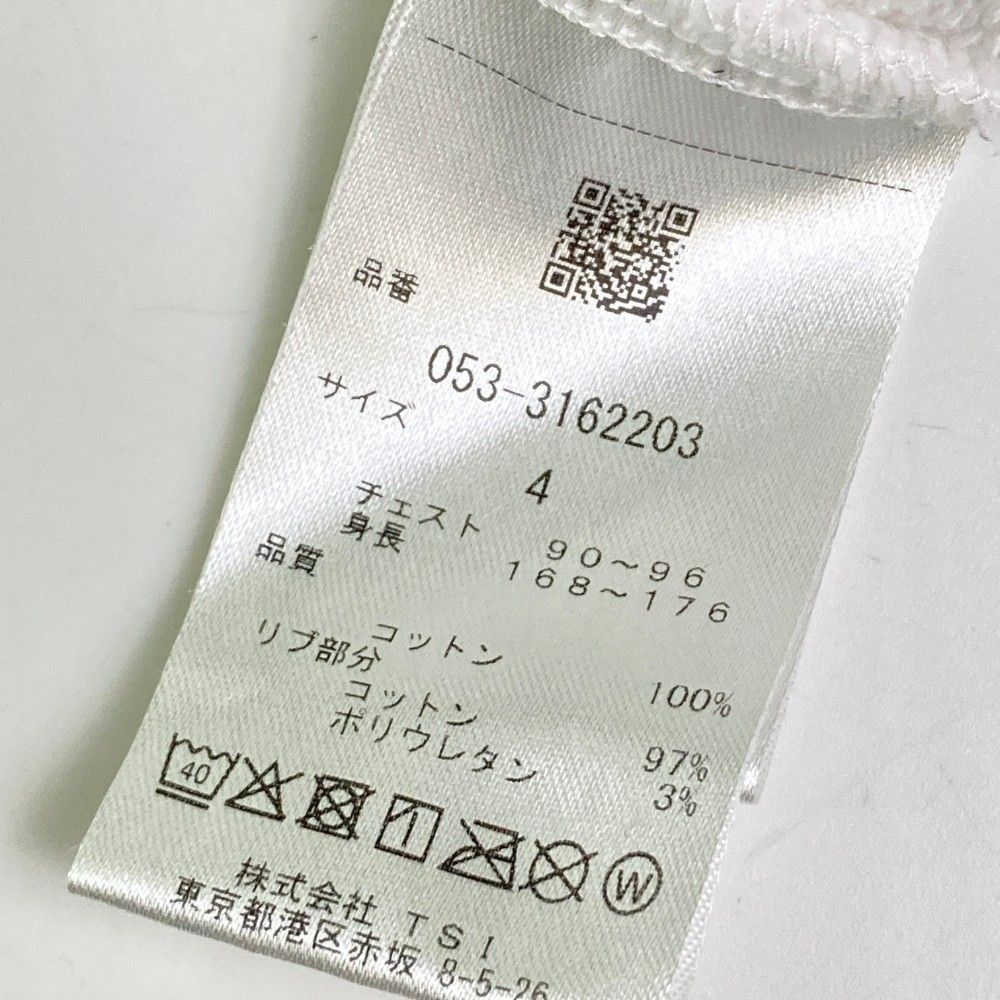 品番
053-3162203
サイズ
4
チェスト 90～96
身長 168～176
品質
コットン 100%
リブ部分
コットン 97%
ポリウレタン 3%
40
W
株式会社 TSI
東京都港区赤坂 8-5-26